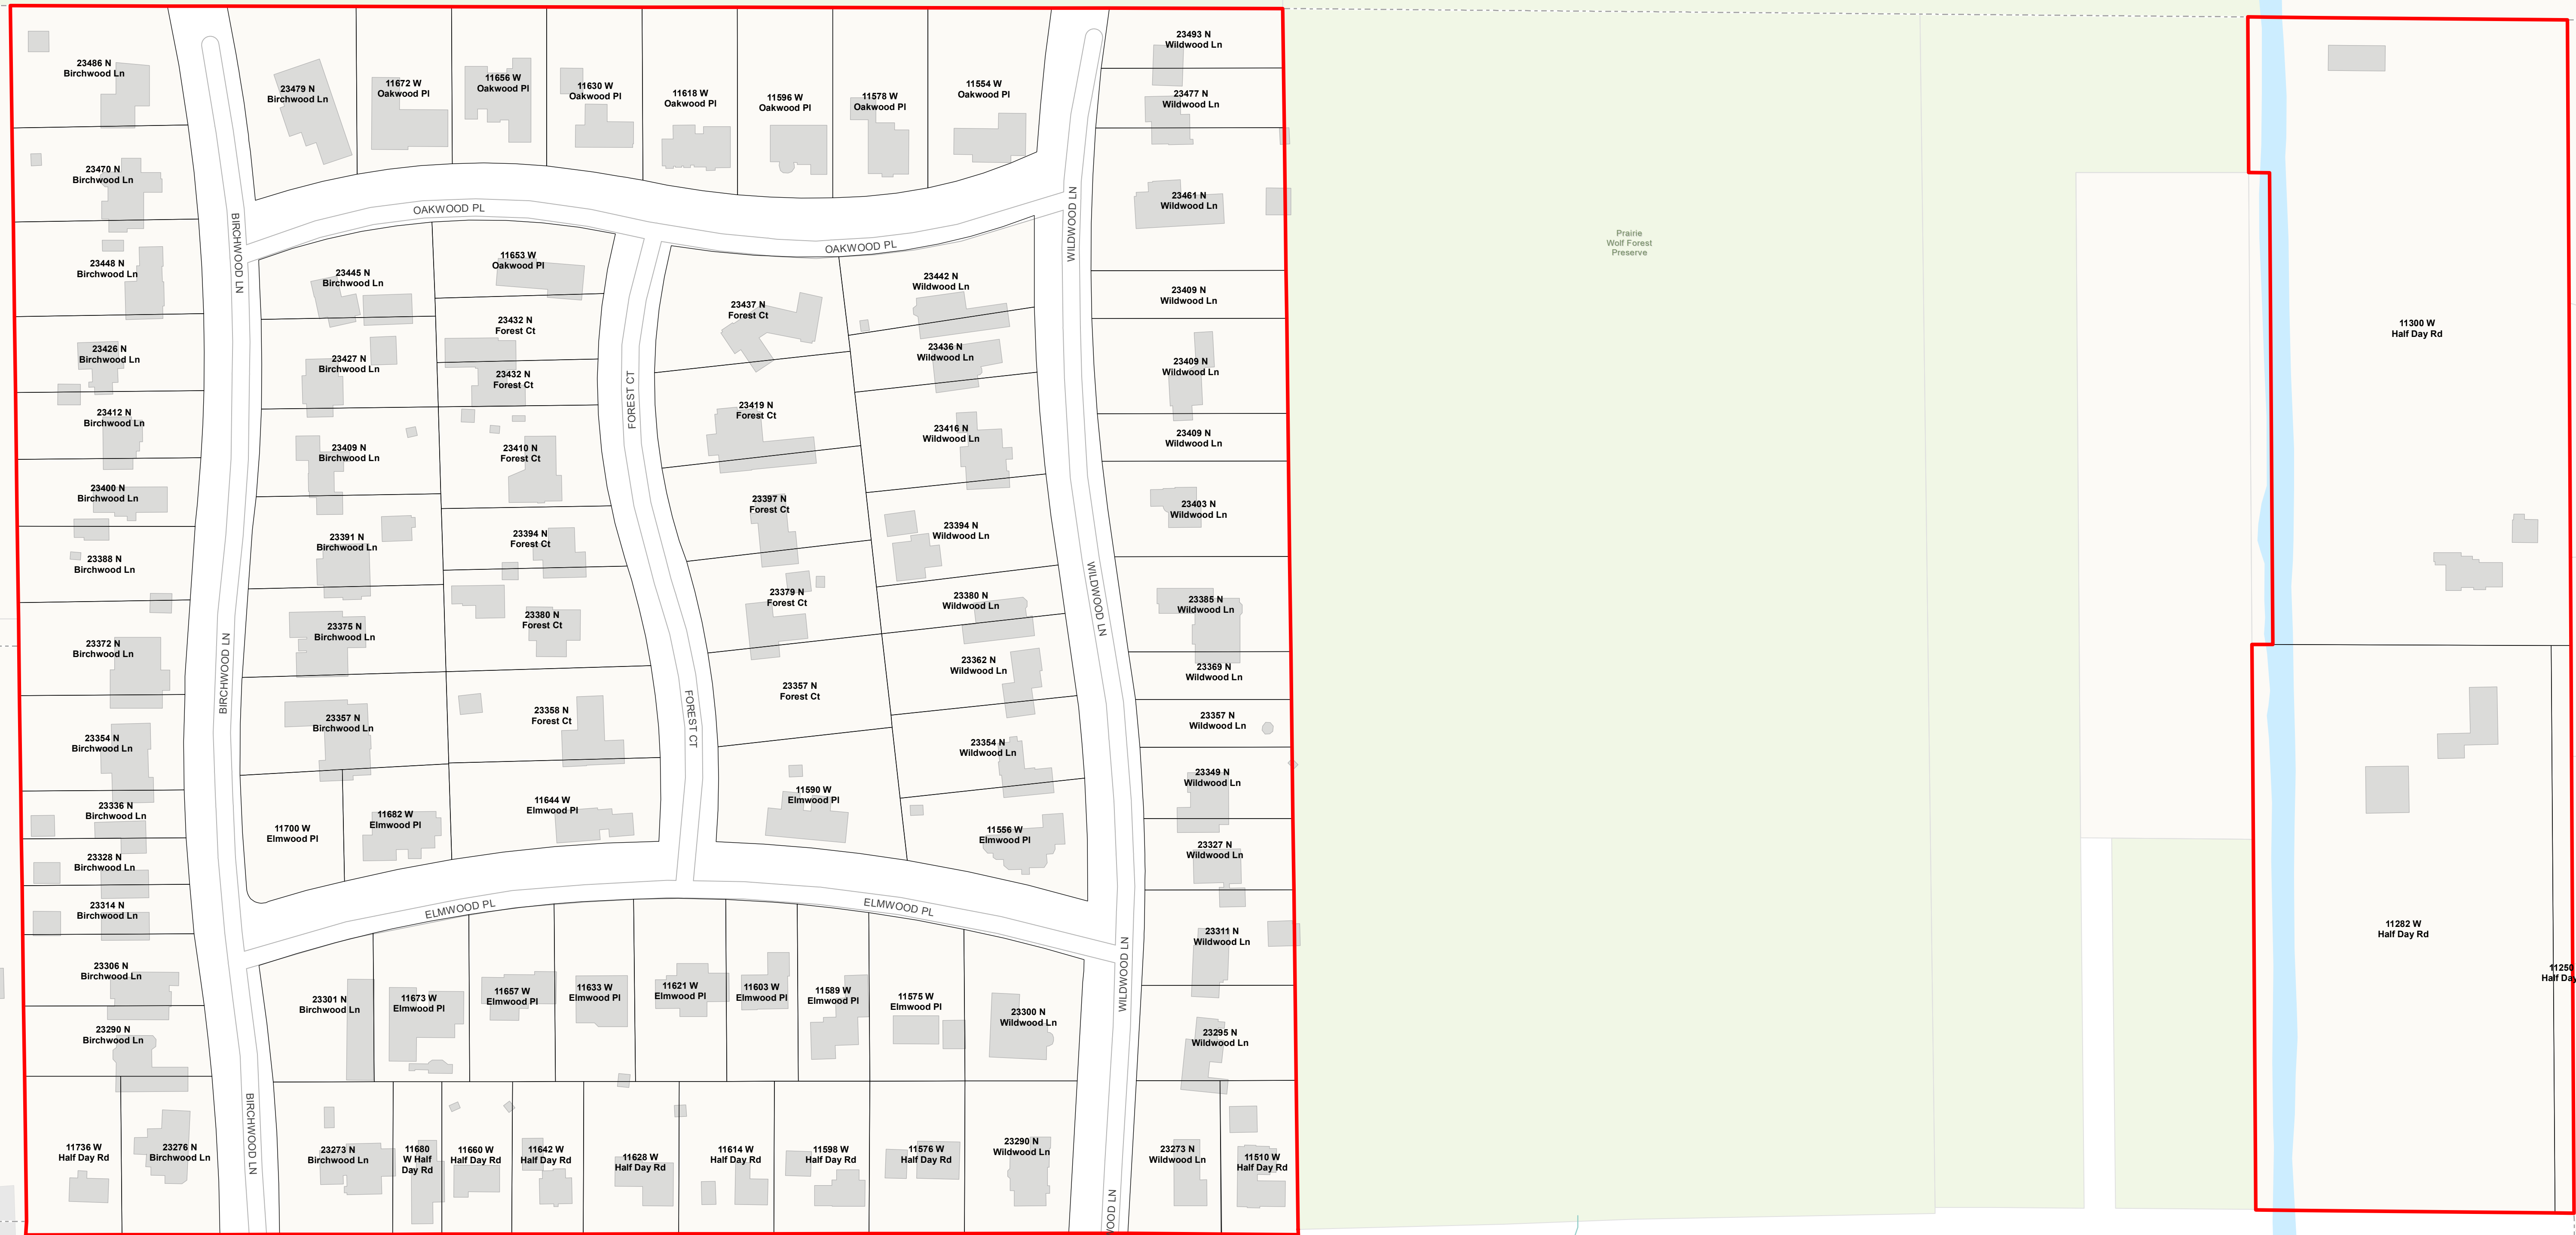 23486 N
Birchwood Ln
23479 N
Birchwood Ln
11672 W
Oakwood Pl
11656 W
Oakwood Pl
11630 W
Oakwood Pl
11618 W
Oakwood Pl
11596 W
Oakwood Pl
11578 W
Oakwood Pl
11554 W
Oakwood Pl
23493 N
Wildwood Ln
23477 N
Wildwood Ln
23470 N
Birchwood Ln
23461 N
Wildwood Ln
BIRCHWOOD LN
OAKWOOD PL
OAKWOOD PL
WILDWOOD LN
Prairie
Wolf Forest
Preserve
23448 N
Birchwood Ln
23445 N
Birchwood Ln
11653 W
Oakwood Pl
23442 N
Wildwood Ln
23409 N
Wildwood Ln
23437 N
Forest Ct
23432 N
Forest Ct
11300 W
Half Day Rd
23426 N
Birchwood Ln
23427 N
Birchwood Ln
23432 N
Forest Ct
FOREST CT
23436 N
Wildwood Ln
23409 N
Wildwood Ln
23412 N
Birchwood Ln
23419 N
Forest Ct
23416 N
Wildwood Ln
23409 N
Wildwood Ln
23409 N
Birchwood Ln
23410 N
Forest Ct
23400 N
Birchwood Ln
23397 N
Forest Ct
23403 N
Wildwood Ln
23391 N
Birchwood Ln
23394 N
Forest Ct
23394 N
Wildwood Ln
23388 N
Birchwood Ln
WILDWOOD LN
23379 N
Forest Ct
23380 N
Wildwood Ln
23385 N
Wildwood Ln
23380 N
Forest Ct
23375 N
Birchwood Ln
23372 N
Birchwood Ln
BIRCHWOOD LN
23362 N
Wildwood Ln
23369 N
Wildwood Ln
23357 N
Forest Ct
FOREST CT
23358 N
Forest Ct
23357 N
Birchwood Ln
23357 N
Wildwood Ln
23354 N
Birchwood Ln
23354 N
Wildwood Ln
23349 N
Wildwood Ln
23336 N
Birchwood Ln
11700 W
Elmwood Pl
11682 W
Elmwood Pl
11644 W
Elmwood Pl
11590 W
Elmwood Pl
11556 W
Elmwood Pl
23327 N
Wildwood Ln
23328 N
Birchwood Ln
23314 N
Birchwood Ln
ELMWOOD PL
ELMWOOD PL
23311 N
Wildwood Ln
11282 W
Half Day Rd
23306 N
Birchwood Ln
WILDWOOD LN
11250
Half Day
23301 N
Birchwood Ln
11673 W
Elmwood Pl
11657 W
Elmwood Pl
11633 W
Elmwood Pl
11621 W
Elmwood Pl
11603 W
Elmwood Pl
11589 W
Elmwood Pl
11575 W
Elmwood Pl
23300 N
Wildwood Ln
23290 N
Birchwood Ln
23295 N
Wildwood Ln
BIRCHWOOD LN
11736 W
Half Day Rd
23276 N
Birchwood Ln
23273 N
Birchwood Ln
11680
W Half
Day Rd
11660 W
Half Day Rd
11642 W
Half Day Rd
11628 W
Half Day Rd
11614 W
Half Day Rd
11598 W
Half Day Rd
11576 W
Half Day Rd
23290 N
Wildwood Ln
23273 N
Wildwood Ln
11510 W
Half Day Rd
WOOD LN